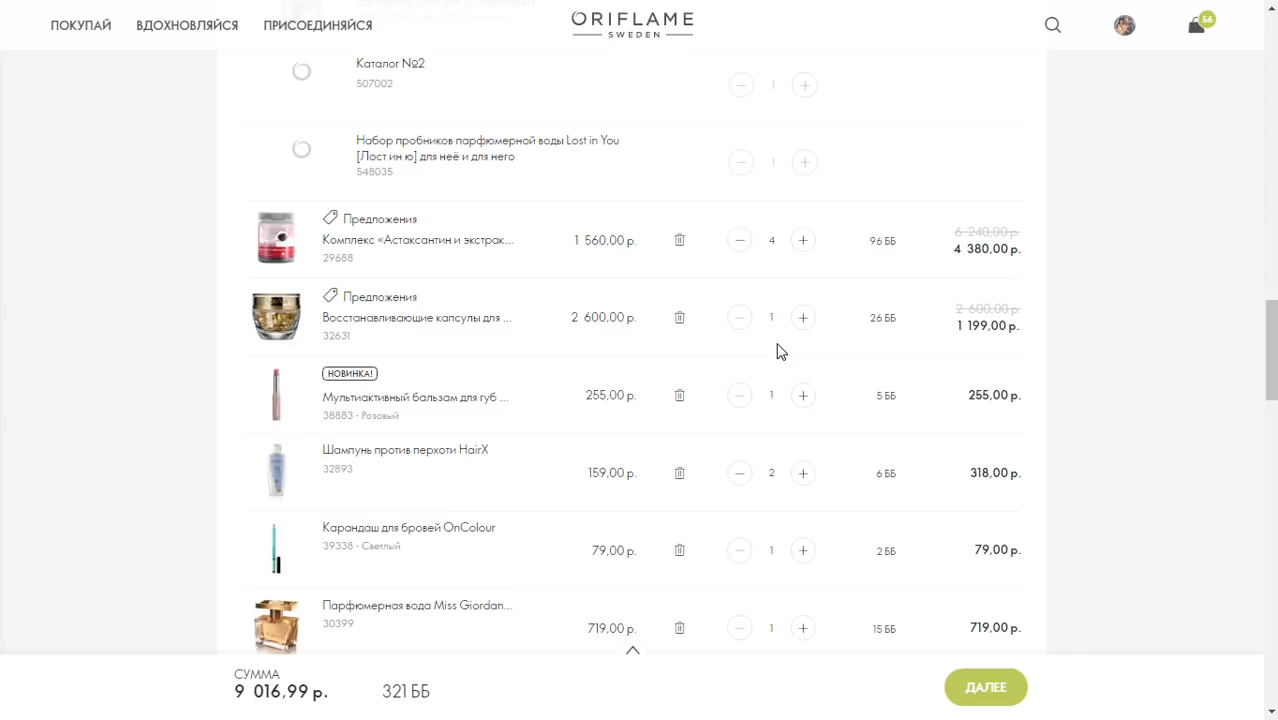 ПОКУПАЙ
ВДОХНОВЛЯЙСЯ
ПРИСОЕДИНЯЙСЯ
ORIFLAME
SWEDEN
56
Каталог №2
507002
1
Набор пробников парфюмерной воды Lost in You
[Лост ин ю] для неё и для него
548035
1
Предложения
Комплекс «Астаксантин и экстрак...
29688
1 560,00 р.
4
96 ББ
6 240,00 р.
4 380,00 р.
Предложения
Восстанавливающие капсулы для ...
32631
2 600,00 р.
1
26 ББ
2 600,00 р.
1 199,00 р.
НОВИНКА!
Мультиактивный бальзам для губ ...
38883 - Розовый
255,00 р.
1
5 ББ
255,00 р.
Шампунь против перхоти HairX
32893
159,00 р.
2
6 ББ
318,00 р.
Карандаш для бровей OnColour
39338 - Светлый
79,00 р.
1
2 ББ
79,00 р.
Парфюмерная вода Miss Giordan...
30399
719,00 р.
1
15 ББ
719,00 р.
СУММА
9 016,99 р.
321 ББ
ДАЛЕЕ